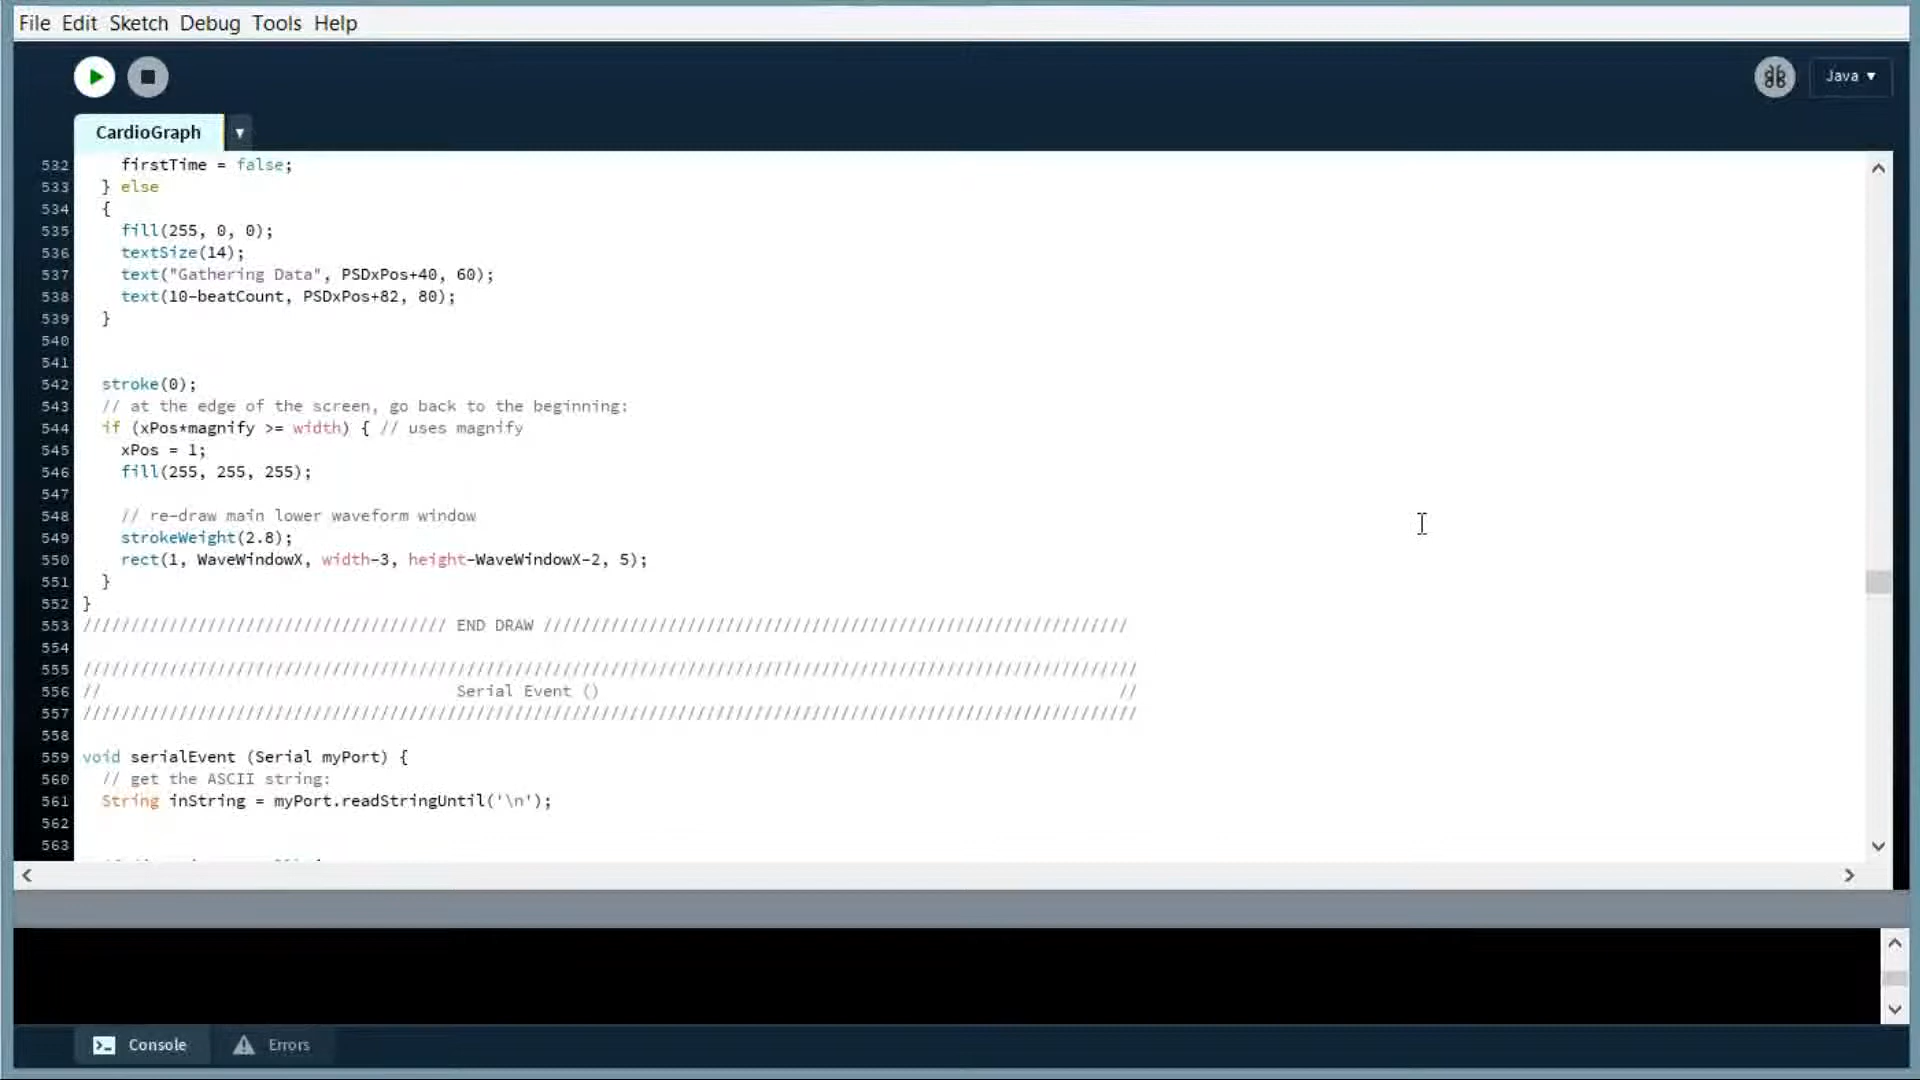 File Edit Sketch Debug Tools Help
Java ▼
CardioGraph ▼
532 firstTime = false;
533 } else
534 {
535 fill(255, 0, 0);
536 textSize(14);
537 text("Gathering Data", PSDxPos+40, 60);
538 text(10-beatCount, PSDxPos+82, 80);
539 }
540
541
542 stroke(0);
543 // at the edge of the screen, go back to the beginning:
544 if (xPos*magnify >= width) { // uses magnify
545 xPos = 1;
546 fill(255, 255, 255);
547
548 // re-draw main lower waveform window
549 strokeWeight(2.8);
550 rect(1, WaveWindowX, width-3, height-WaveWindowX-2, 5);
551 }
552 }
553 ////////////////////////////////////// END DRAW /////////////////////////////////////////////////////////////
554
555 //////////////////////////////////////////////////////////////////////////////////////////////////////////////
556 // Serial Event () //
557 //////////////////////////////////////////////////////////////////////////////////////////////////////////////
558
559 void serialEvent (Serial myPort) {
560 // get the ASCII string:
561 String inString = myPort.readStringUntil('\n');
562
563
Console Errors